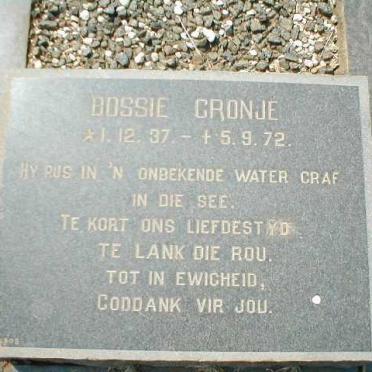 BOSSIE CRONJE
★1.12.37. – ✝5.9.72.
HY RUS IN 'N ONBEKENDE WATER GRAF
IN DIE SEE.
TE KORT ONS LIEFDESTYD
TE LANK DIE ROU.
TOT IN EWIGHEID,
GODDANK VIR JOU.